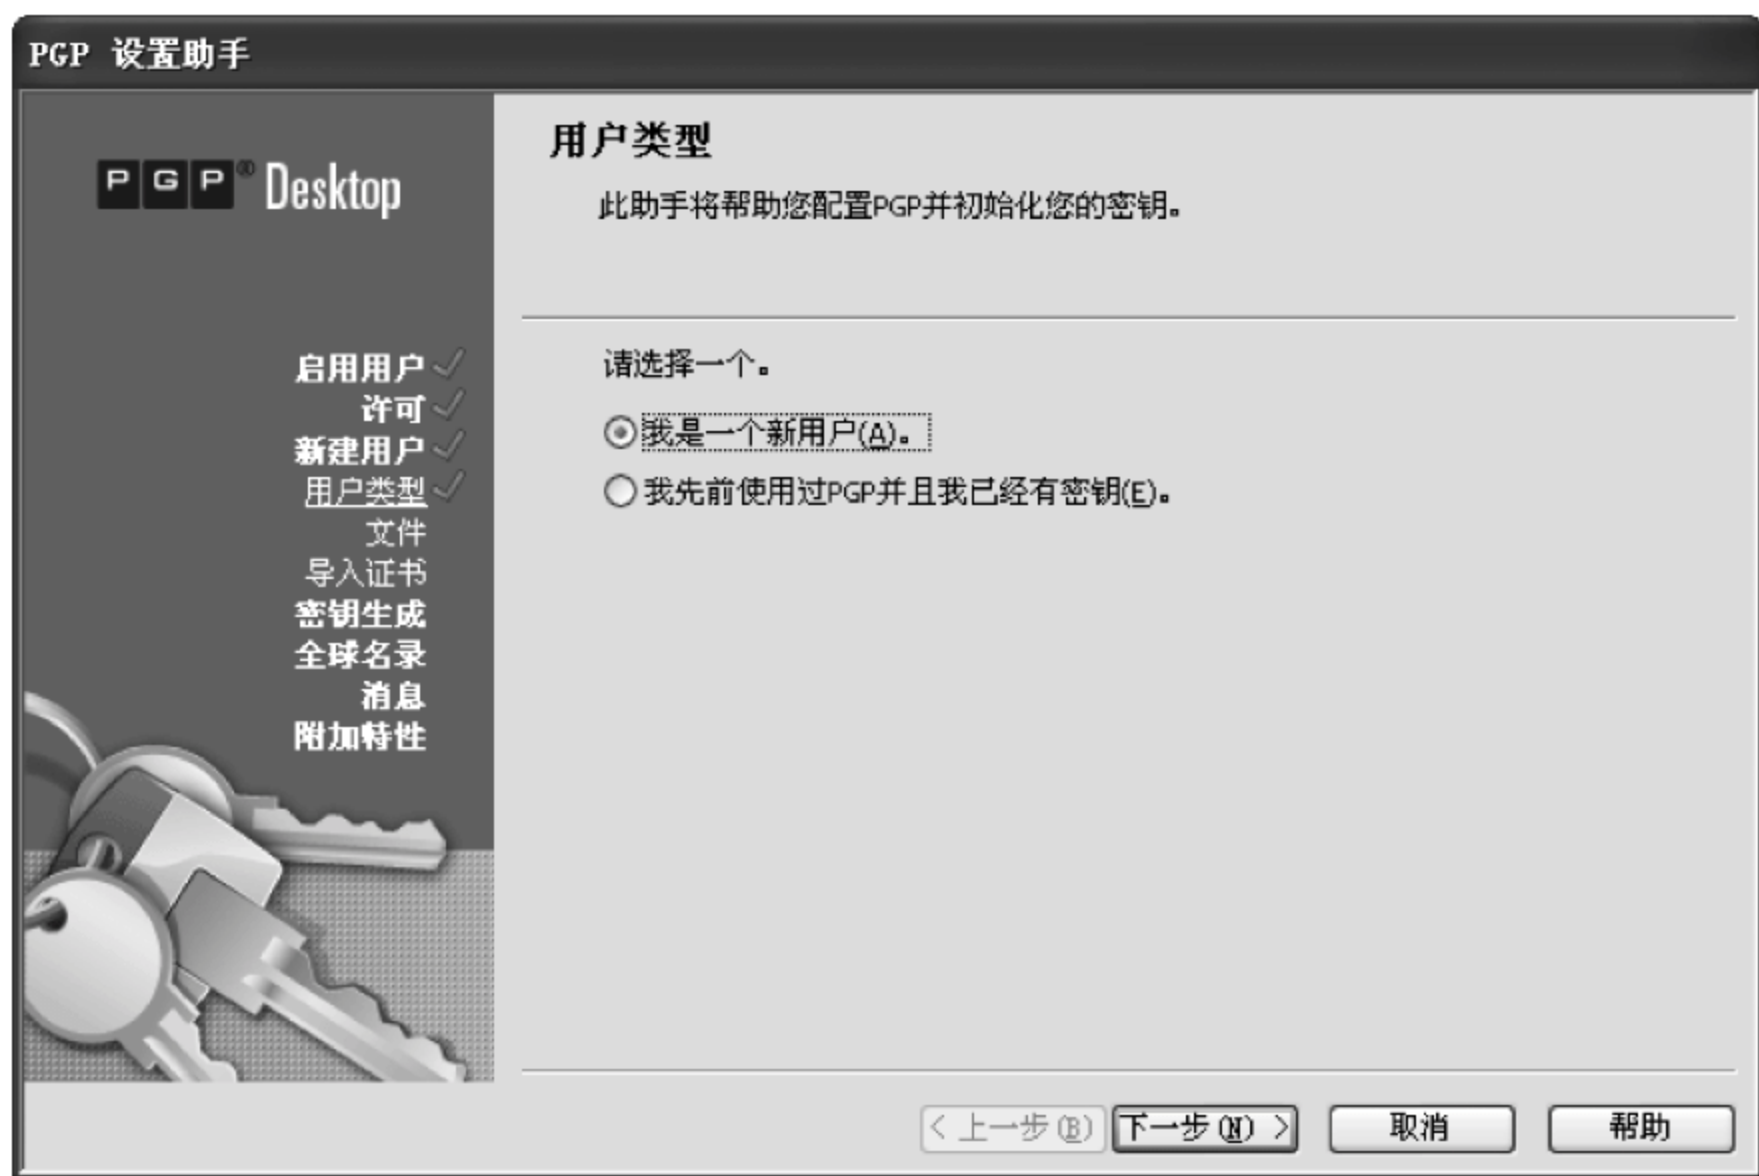 PGP 设置助手
PGP® Desktop
启用用户
许可
新建用户
用户类型
文件
导入证书
密钥生成
全球名录
消息
附加特性
用户类型
此助手将帮助您配置PGP并初始化您的密钥。
请选择一个。
我是一个新用户(A)。
我先前使用过PGP并且我已经有密钥(E)。
< 上一步(B)
下一步(N) >
取消
帮助